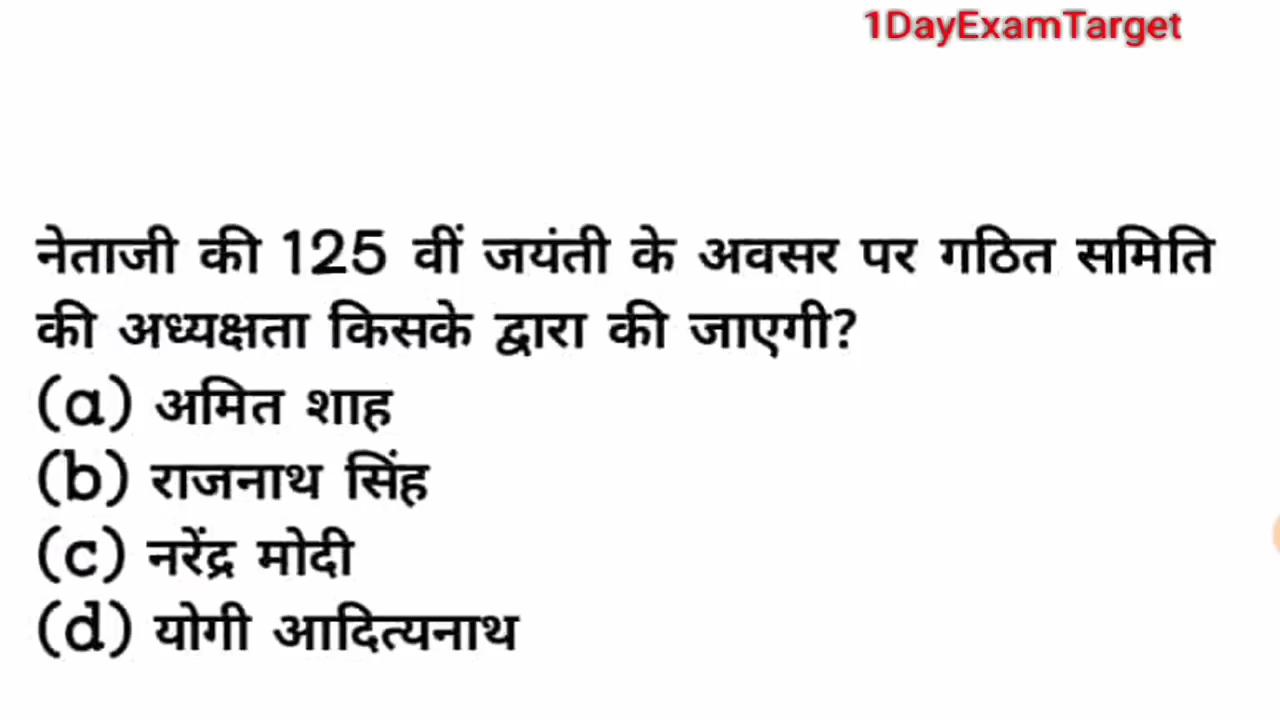 1DayExamTarget
नेताजी की 125 वीं जयंती के अवसर पर गठित समिति
की अध्यक्षता किसके द्वारा की जाएगी?
(a) अमित शाह
(b) राजनाथ सिंह
(c) नरेंद्र मोदी
(d) योगी आदित्यनाथ